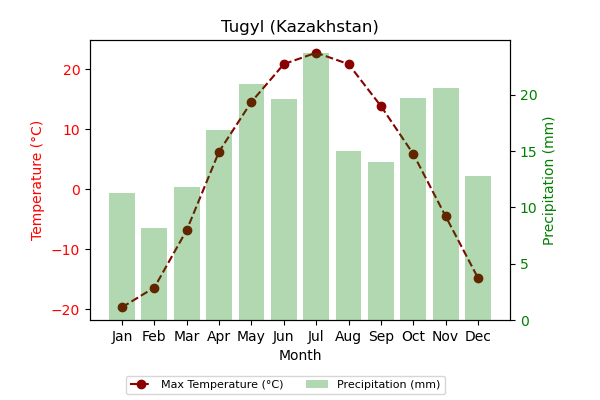 Tugyl (Kazakhstan)
Temperature (°C)
20
10
0
−10
−20
20
15
10
5
0
Precipitation (mm)
Jan Feb Mar Apr May Jun Jul Aug Sep Oct Nov Dec
Month
Max Temperature (°C) Precipitation (mm)